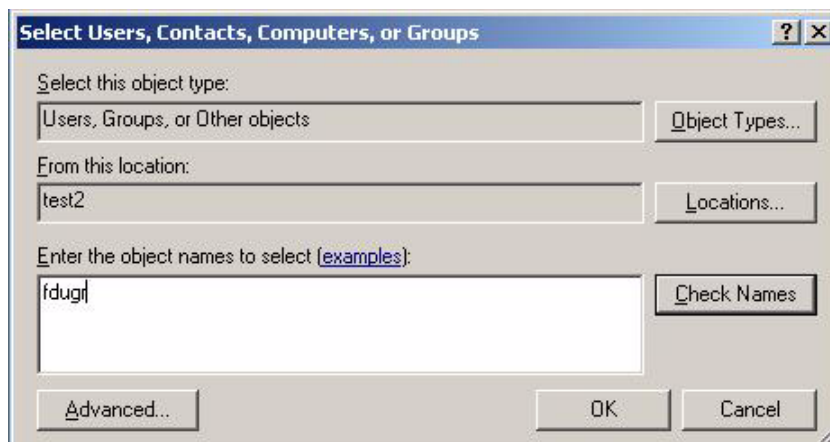 Select Users, Contacts, Computers, or Groups
Select this object type:
Users, Groups, or Other objects
Object Types...
From this location:
test2
Locations...
Enter the object names to select (examples):
fdugr
Check Names
Advanced...
OK
Cancel